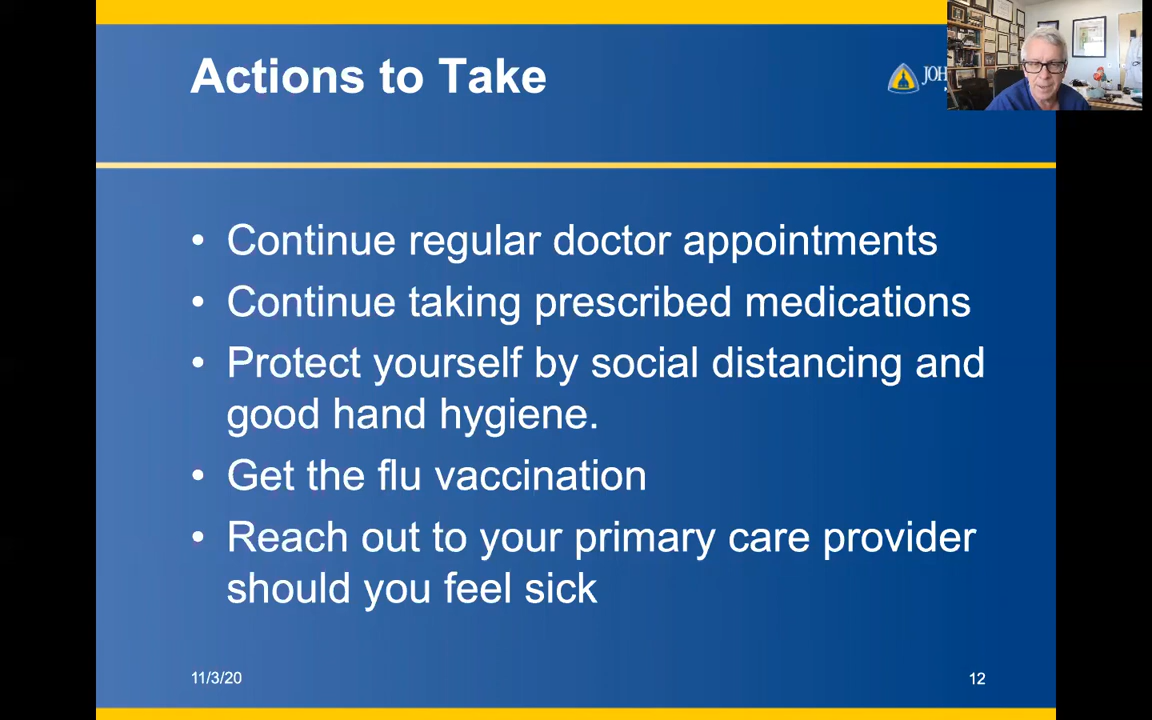 Actions to Take
JOH
• Continue regular doctor appointments
• Continue taking prescribed medications
• Protect yourself by social distancing and
good hand hygiene.
• Get the flu vaccination
• Reach out to your primary care provider
should you feel sick
11/3/20
12